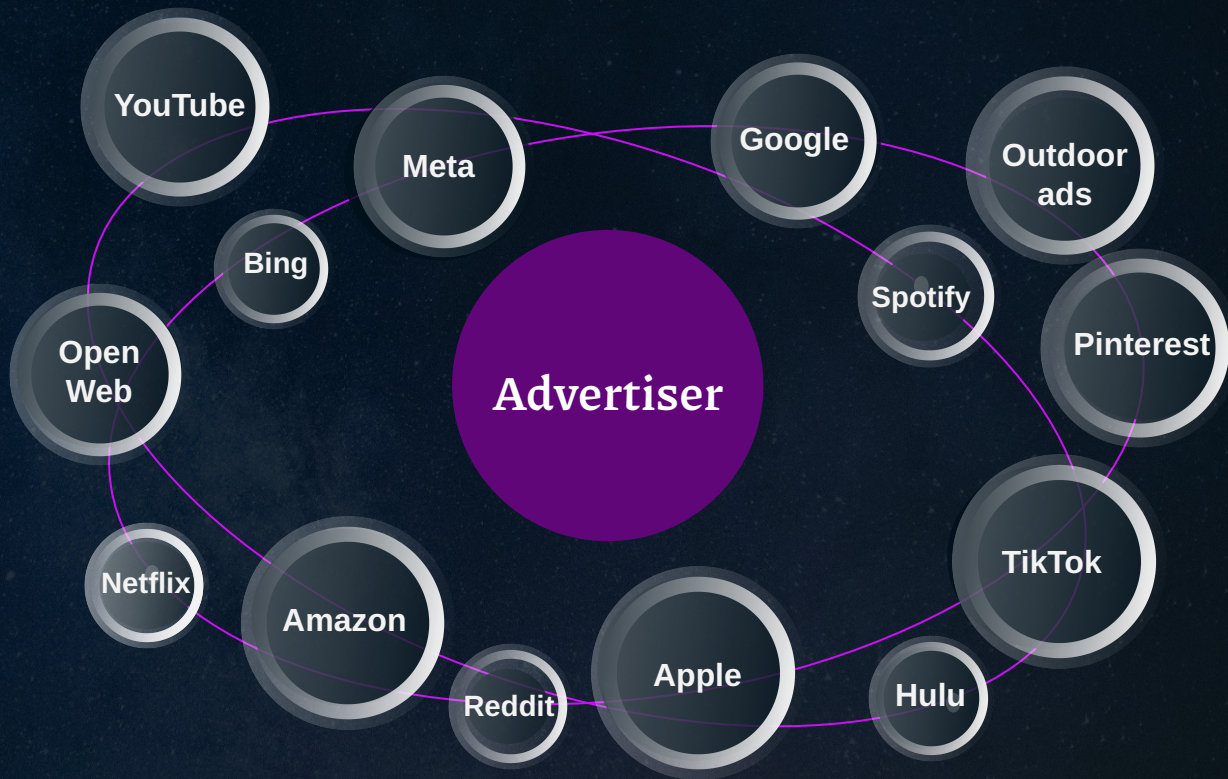 YouTube
Meta
Google
Outdoor
ads
Bing
Spotify
Open
Web
Pinterest
Advertiser
Netflix
Amazon
TikTok
Reddit
Apple
Hulu